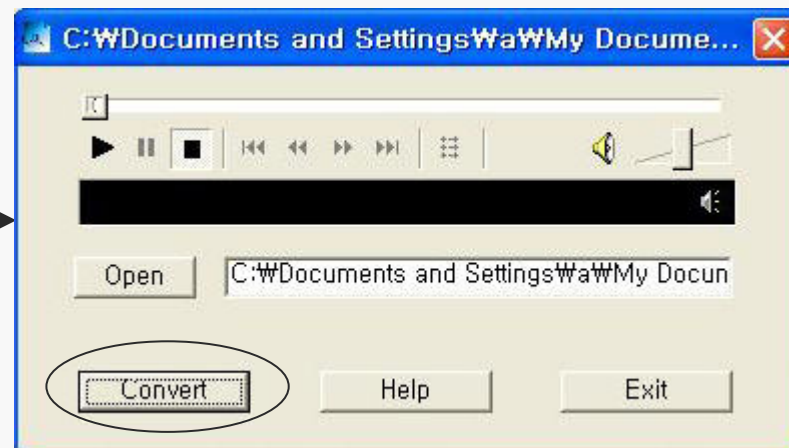 C:₩Documents and Settings₩a₩My Docume...
Open
C:₩Documents and Settings₩a₩My Docun
Convert
Help
Exit